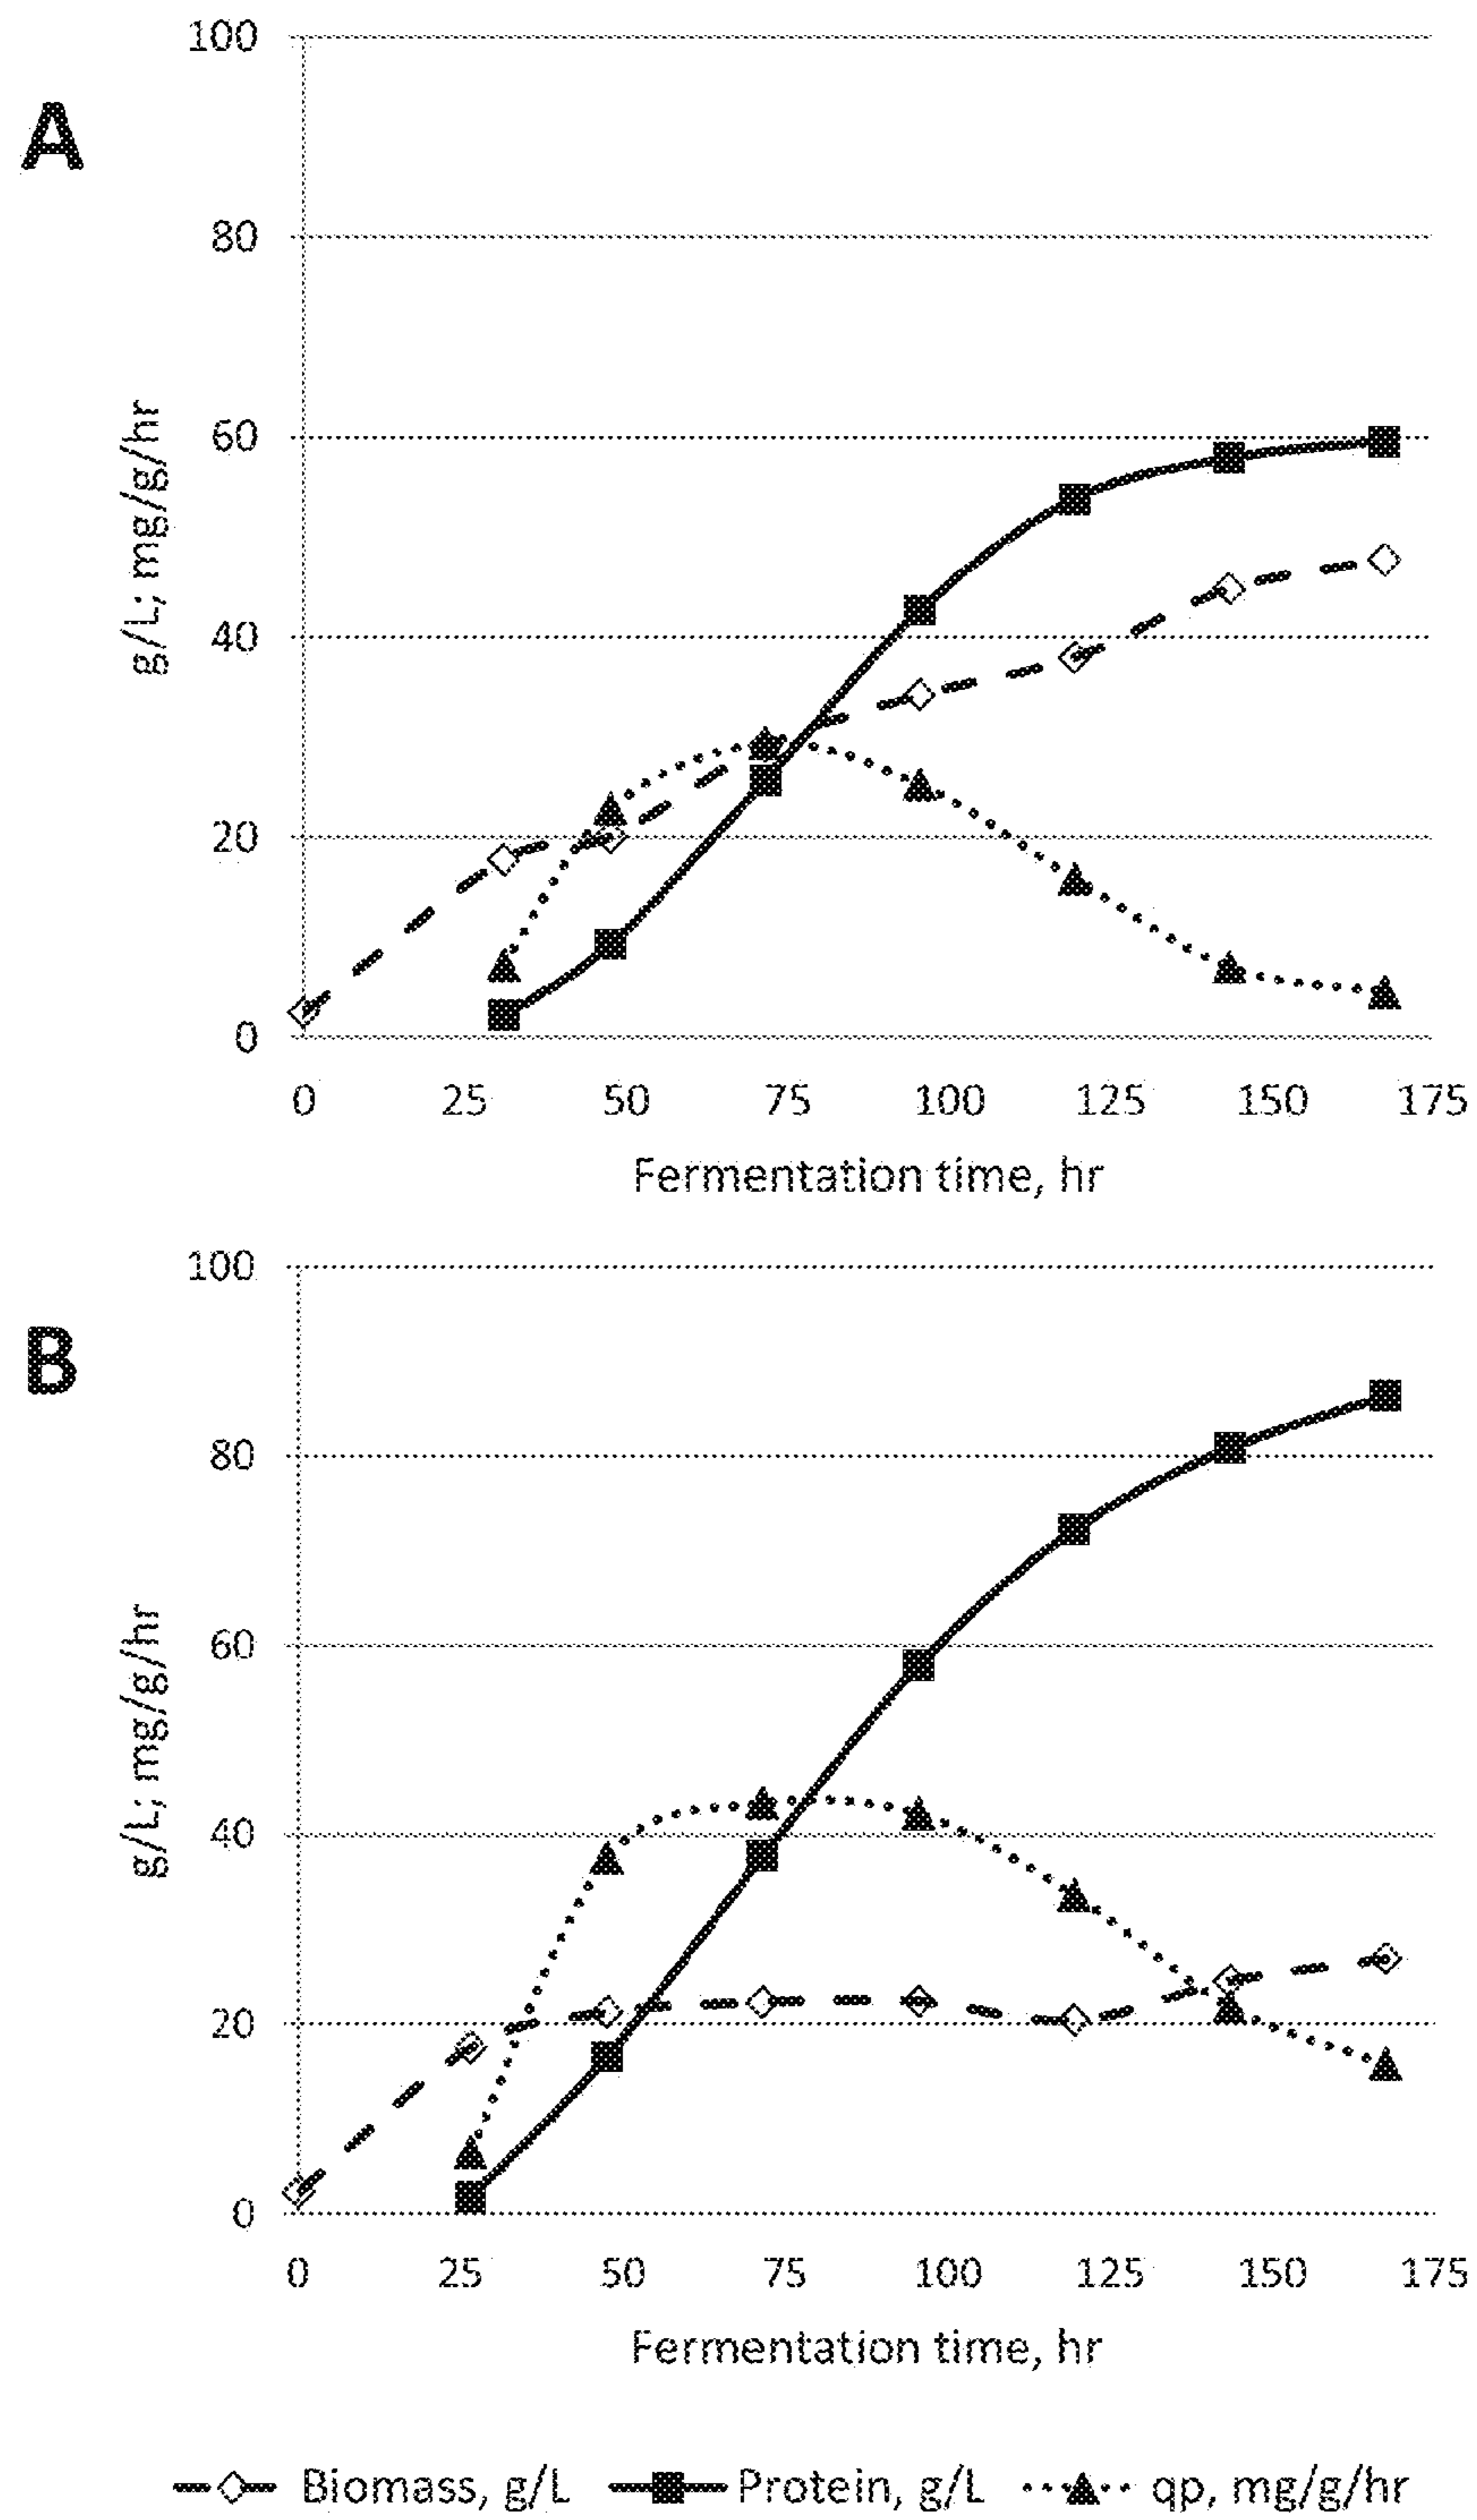 A
100
80
60
40
20
0
g/L; mg/g/hr
0 25 50 75 100 125 150 175
Fermentation time, hr
B
100
80
60
40
20
0
g/L; mg/g/hr
0 25 50 75 100 125 150 175
Fermentation time, hr
Biomass, g/L Protein, g/L qp, mg/g/hr